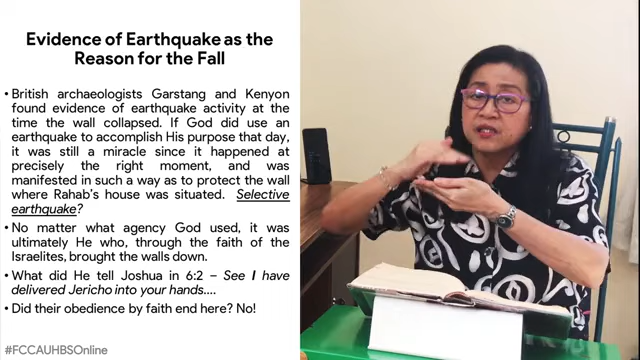 Evidence of Earthquake as the
Reason for the Fall
• British archaeologists Garstang and Kenyon
found evidence of earthquake activity at the
time the wall collapsed. If God did use an
earthquake to accomplish His purpose that day,
it was still a miracle since it happened at
precisely the right moment, and was
manifested in such a way as to protect the wall
where Rahab's house was situated. Selective
earthquake?
• No matter what agency God used, it was
ultimately He who, through the faith of the
Israelites, brought the walls down.
• What did He tell Joshua in 6:2 – See I have
delivered Jericho into your hands....
• Did their obedience by faith end here? No!
#FCCAUHBSOnline